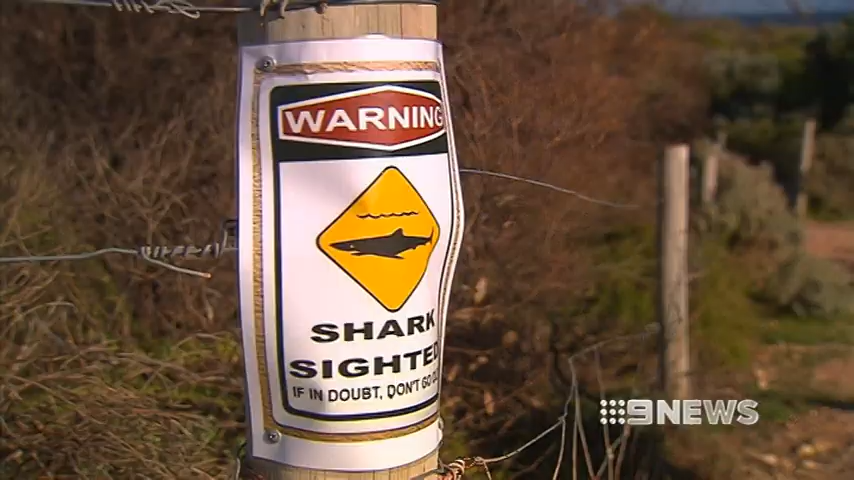 WARNING
SHARK
SIGHTED
IF IN DOUBT, DON'T GO
9NEWS